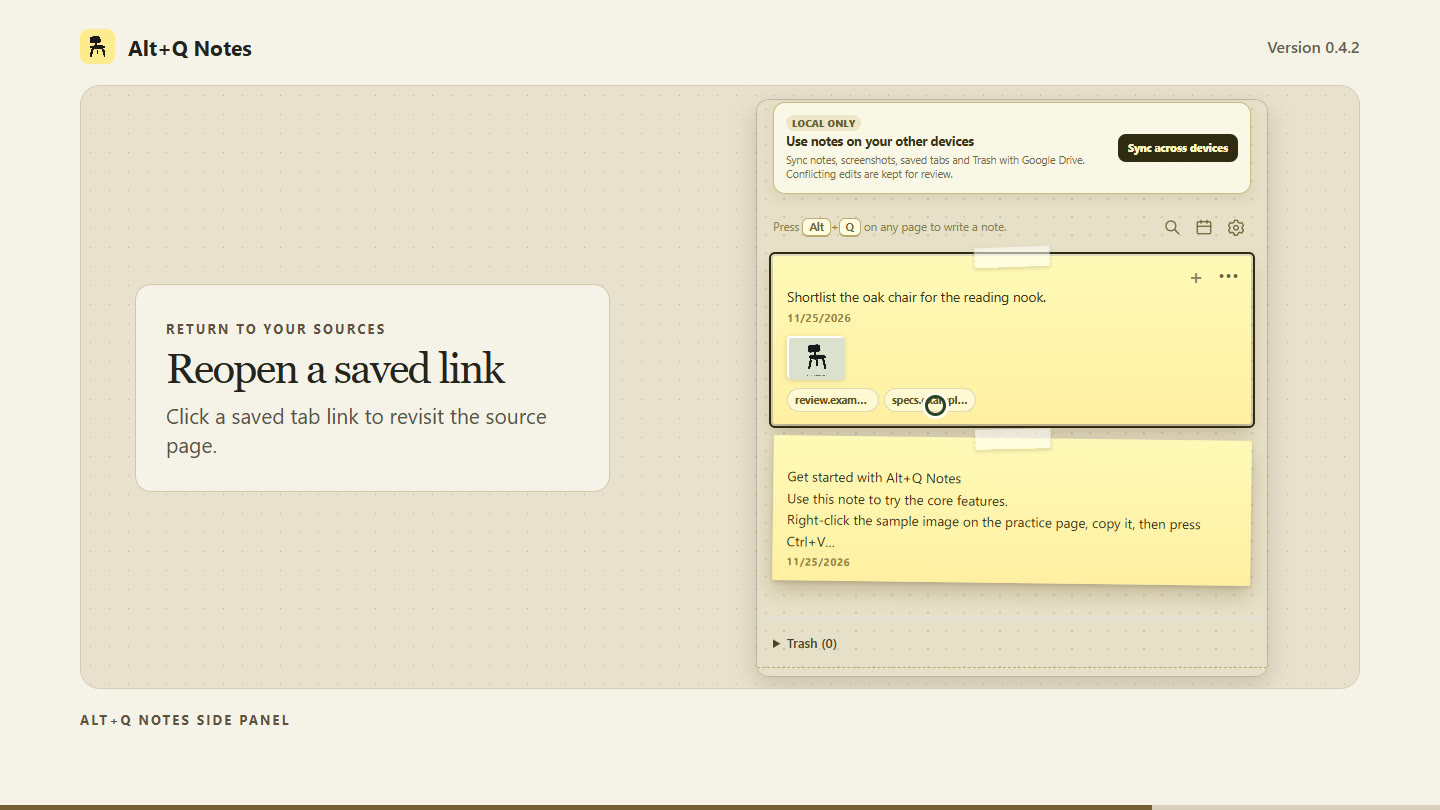 Alt+Q Notes
Version 0.4.2
RETURN TO YOUR SOURCES
Reopen a saved link
Click a saved tab link to revisit the source
page.
LOCAL ONLY
Use notes on your other devices
Sync notes, screenshots, saved tabs and Trash with Google Drive.
Conflicting edits are kept for review.
Sync across devices
Press Alt + Q on any page to write a note.
Shortlist the oak chair for the reading nook.
11/25/2026
review.exam...
Get started with Alt+Q Notes
Use this note to try the core features.
Right-click the sample image on the practice page, copy it, then press
Ctrl+V...
11/25/2026
Trash (0)
ALT+Q NOTES SIDE PANEL